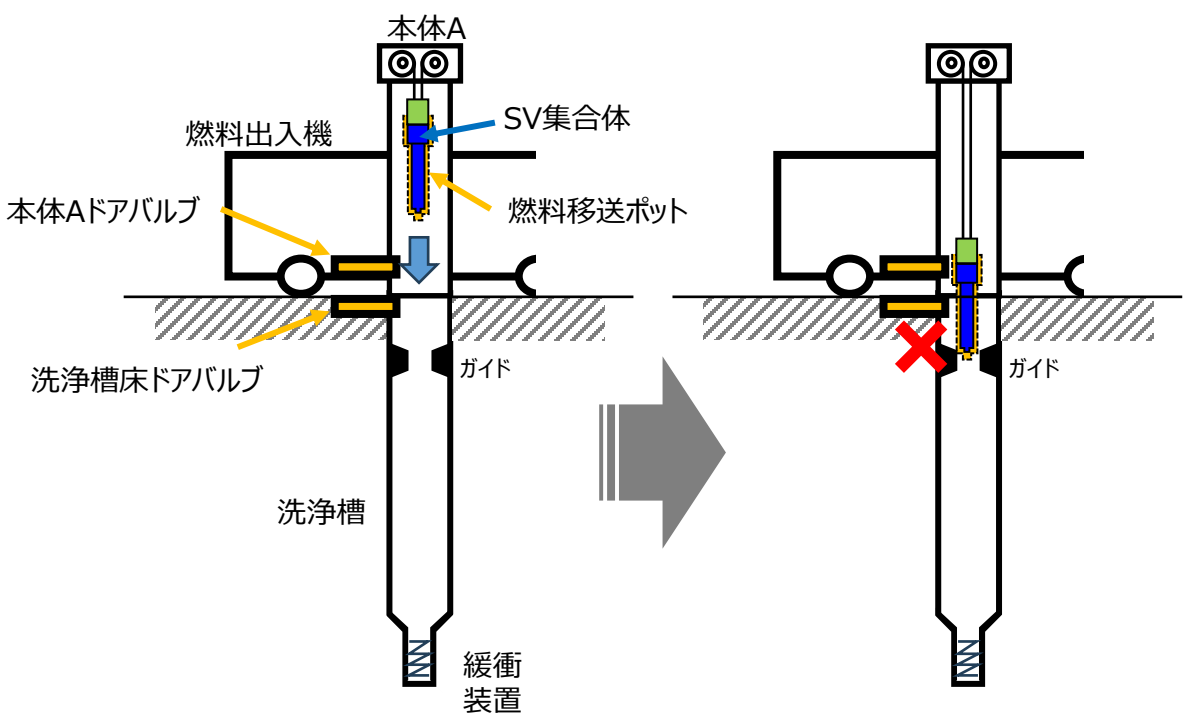 本体A
SV集合体
燃料出入機
本体Aドアバルブ
燃料移送ポット
洗浄槽床ドアバルブ
ガイド
ガイド
洗浄槽
緩衝
装置